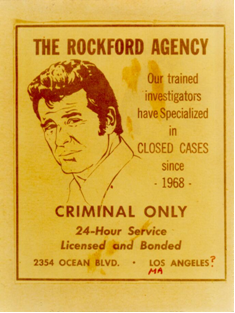 THE ROCKFORD AGENCY
Our trained
investigators
have Specialized
in
CLOSED CASES
since
- 1968 -
CRIMINAL ONLY
24-Hour Service
Licensed and Bonded
2354 OCEAN BLVD. • LOS ANGELES?
MA